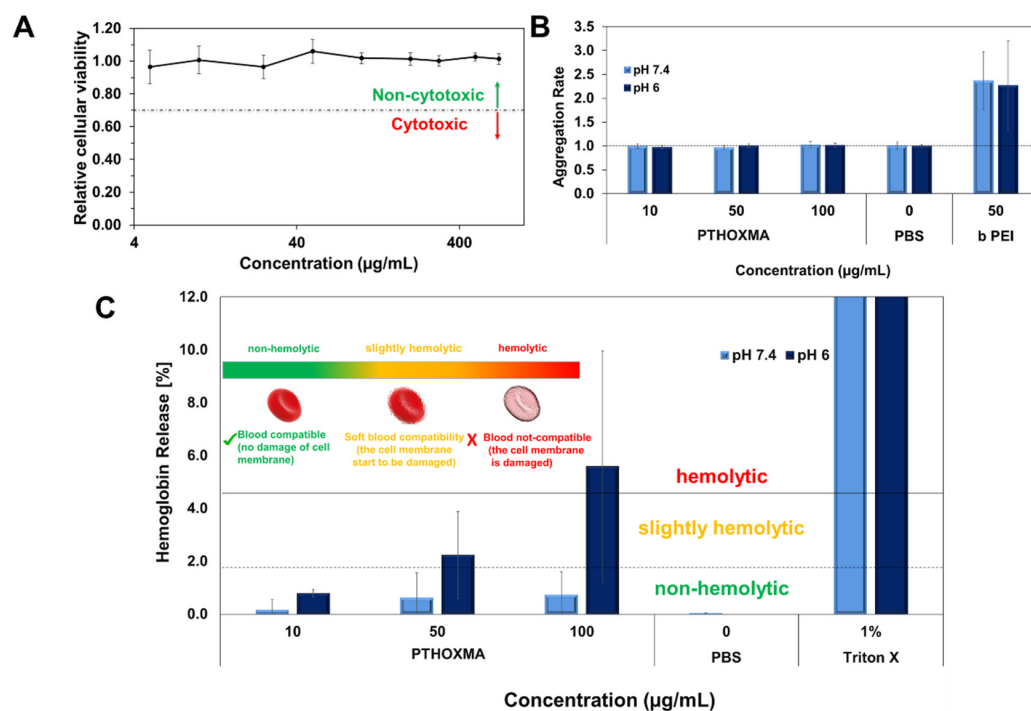 A
Relative cellular viability
1.20
1.00
0.80
0.60
0.40
0.20
0.00
Non-cytotoxic
Cytotoxic
4
40
400
Concentration (µg/mL)
B
Aggregation Rate
3.5
3.0
2.5
2.0
1.5
1.0
0.5
0.0
pH 7.4
pH 6
10
50
100
0
50
PTHOXMA
PBS
b PEI
Concentration (µg/mL)
C
Hemoglobin Release [%]
12.0
10.0
8.0
6.0
4.0
2.0
0.0
non-hemolytic
slightly hemolytic
hemolytic
Blood compatible
(no damage of cell
membrane)
Soft blood compatibility
(the cell membrane
start to be damaged)
X
Blood not-compatible
(the cell membrane
is damaged)
pH 7.4
pH 6
hemolytic
slightly hemolytic
non-hemolytic
10
50
100
0
1%
PTHOXMA
PBS
Triton X
Concentration (µg/mL)